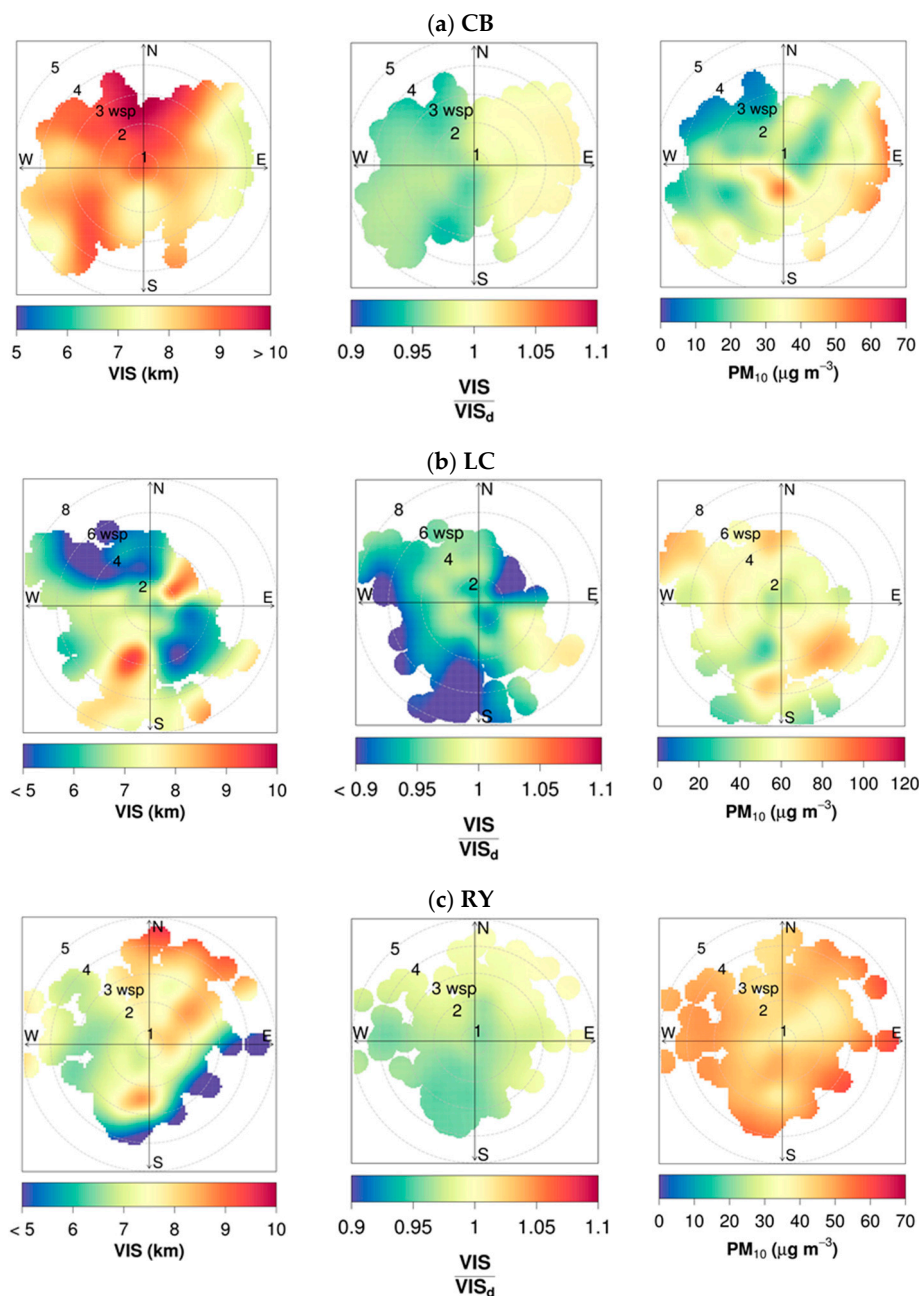 (a) CB
N
5
4
3 wsp
2
1
W
E
S
5 6 7 8 9 > 10
VIS (km)
N
5
4
3 wsp
2
1
W
E
S
0.9 0.95 1 1.05 1.1
VIS
VIS_d
N
5
4
3 wsp
2
1
W
E
S
0 10 20 30 40 50 60 70
PM₁₀ (μg m⁻³)
(b) LC
N
8
6 wsp
4
2
W
E
S
< 5 6 7 8 9 10
VIS (km)
N
8
6 wsp
4
2
W
E
S
< 0.9 0.95 1 1.05 1.1
VIS
VIS_d
N
8
6 wsp
4
2
W
E
S
0 20 40 60 80 100 120
PM₁₀ (μg m⁻³)
(c) RY
N
5
4
3 wsp
2
1
W
E
S
< 5 6 7 8 9 10
VIS (km)
N
5
4
3 wsp
2
1
W
E
S
0.9 0.95 1 1.05 1.1
VIS
VIS_d
N
5
4
3 wsp
2
1
W
E
S
0 10 20 30 40 50 60 70
PM₁₀ (μg m⁻³)